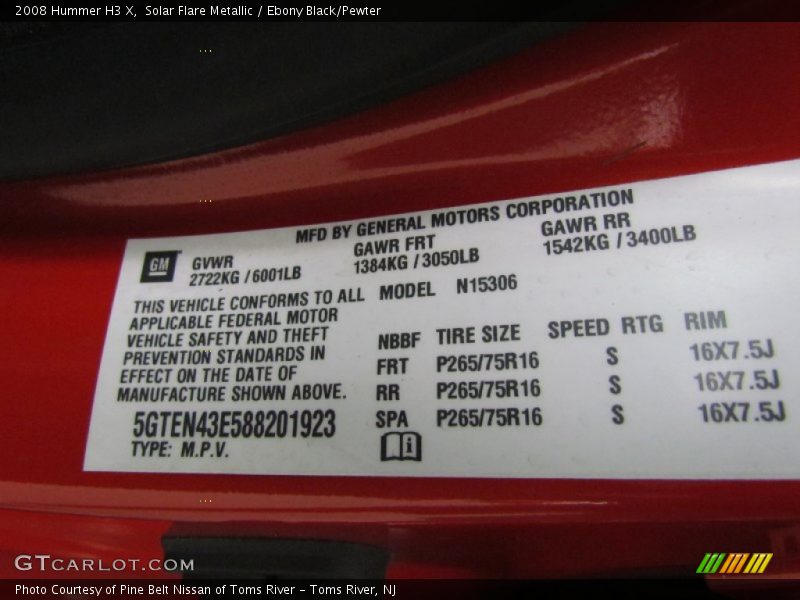 2008 Hummer H3 X,  Solar Flare Metallic / Ebony Black/Pewter
MFD BY GENERAL MOTORS CORPORATION
GM
GVWR
2722KG / 6001LB
GAWR FRT
1384KG / 3050LB
GAWR RR
1542KG / 3400LB
THIS VEHICLE CONFORMS TO ALL
APPLICABLE FEDERAL MOTOR
VEHICLE SAFETY AND THEFT
PREVENTION STANDARDS IN
EFFECT ON THE DATE OF
MANUFACTURE SHOWN ABOVE.
5GTEN43E588201923
TYPE: M.P.V.
MODEL N15306
NBBF TIRE SIZE SPEED RTG RIM
FRT P265/75R16 S 16X7.5J
RR P265/75R16 S 16X7.5J
SPA P265/75R16 S 16X7.5J
GTCARLOT.COM
Photo Courtesy of Pine Belt Nissan of Toms River – Toms River, NJ